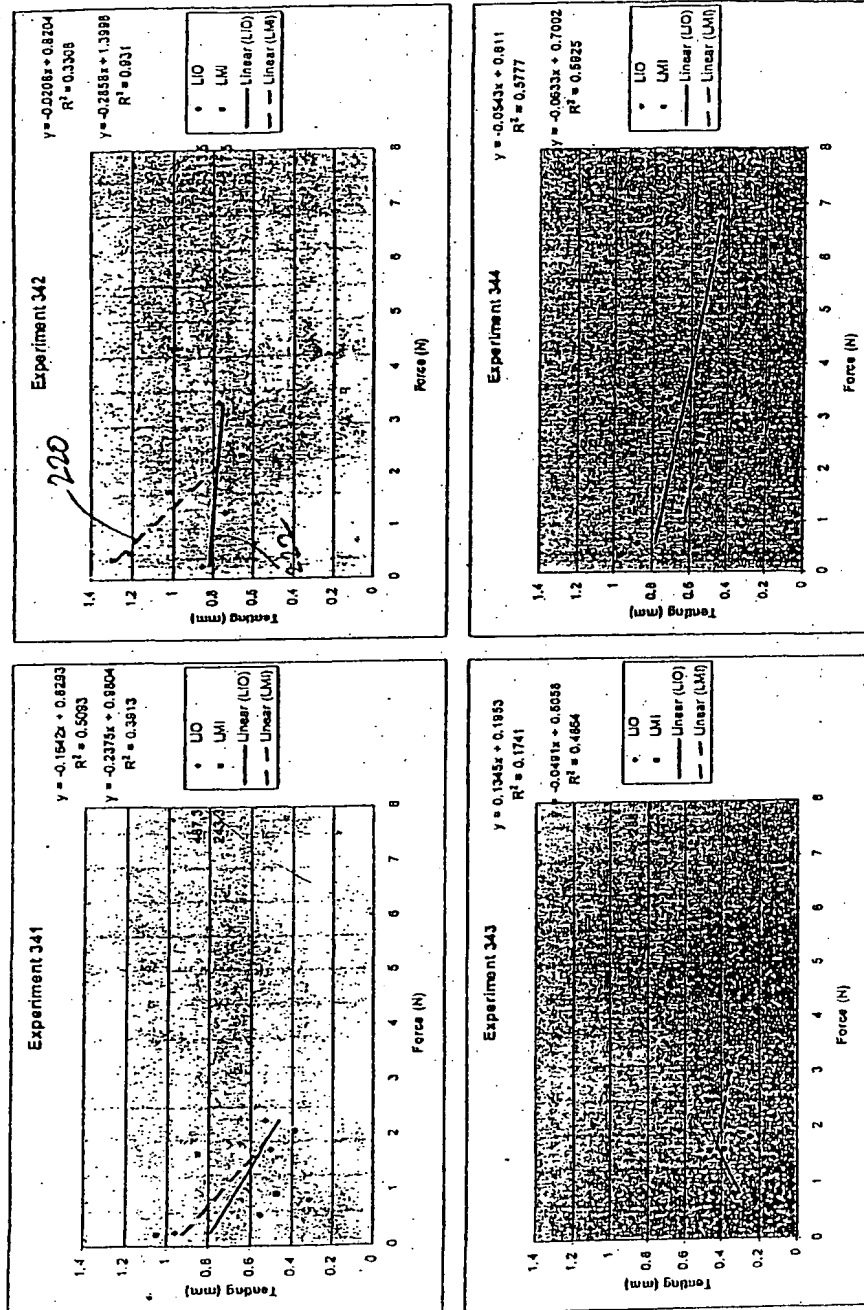 Experiment 341
y = -0.1642x + 0.8293
R² = 0.5093
y = -0.2375x + 0.9804
R² = 0.3913
LIO
LMI
Linear (LIO)
Linear (LMI)
1.4
1.2
1
0.8
0.6
0.4
0.2
0
Tenting (mm)
0 1 2 3 4 5 6 7 8
Force (N)
Experiment 342
y = -0.0208x + 0.8204
R² = 0.3308
y = -0.2858x + 1.3998
R² = 0.931
LIO
LMI
Linear (LIO)
Linear (LMI)
220
1.4
1.2
1
0.8
0.6
0.4
0.2
0
Tenting (mm)
0 1 2 3 4 5 6 7 8
Force (N)
Experiment 343
y = 0.1345x + 0.1953
R² = 0.1741
y = -0.0491x + 0.6058
R² = 0.4664
LIO
LMI
Linear (LIO)
Linear (LMI)
1.4
1.2
1
0.8
0.6
0.4
0.2
0
Tenting (mm)
0 1 2 3 4 5 6 7 8
Force (N)
Experiment 344
y = -0.0543x + 0.811
R² = 0.5777
y = -0.0633x + 0.7002
R² = 0.5925
LIO
LMI
Linear (LIO)
Linear (LMI)
1.4
1.2
1
0.8
0.6
0.4
0.2
0
Tenting (mm)
0 1 2 3 4 5 6 7 8
Force (N)